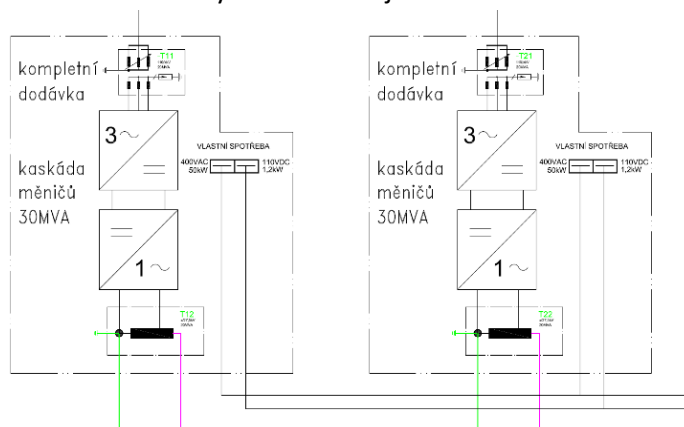 T11
kompletní
dodávka
3
VLASTNÍ SPOTŘEBA
400VAC
50kW
110VDC
1,2kW
kaskáda
měničů
30MVA
1
T12
T21
kompletní
dodávka
3
VLASTNÍ SPOTŘEBA
400VAC
50kW
110VDC
1,2kW
kaskáda
měničů
30MVA
1
T22